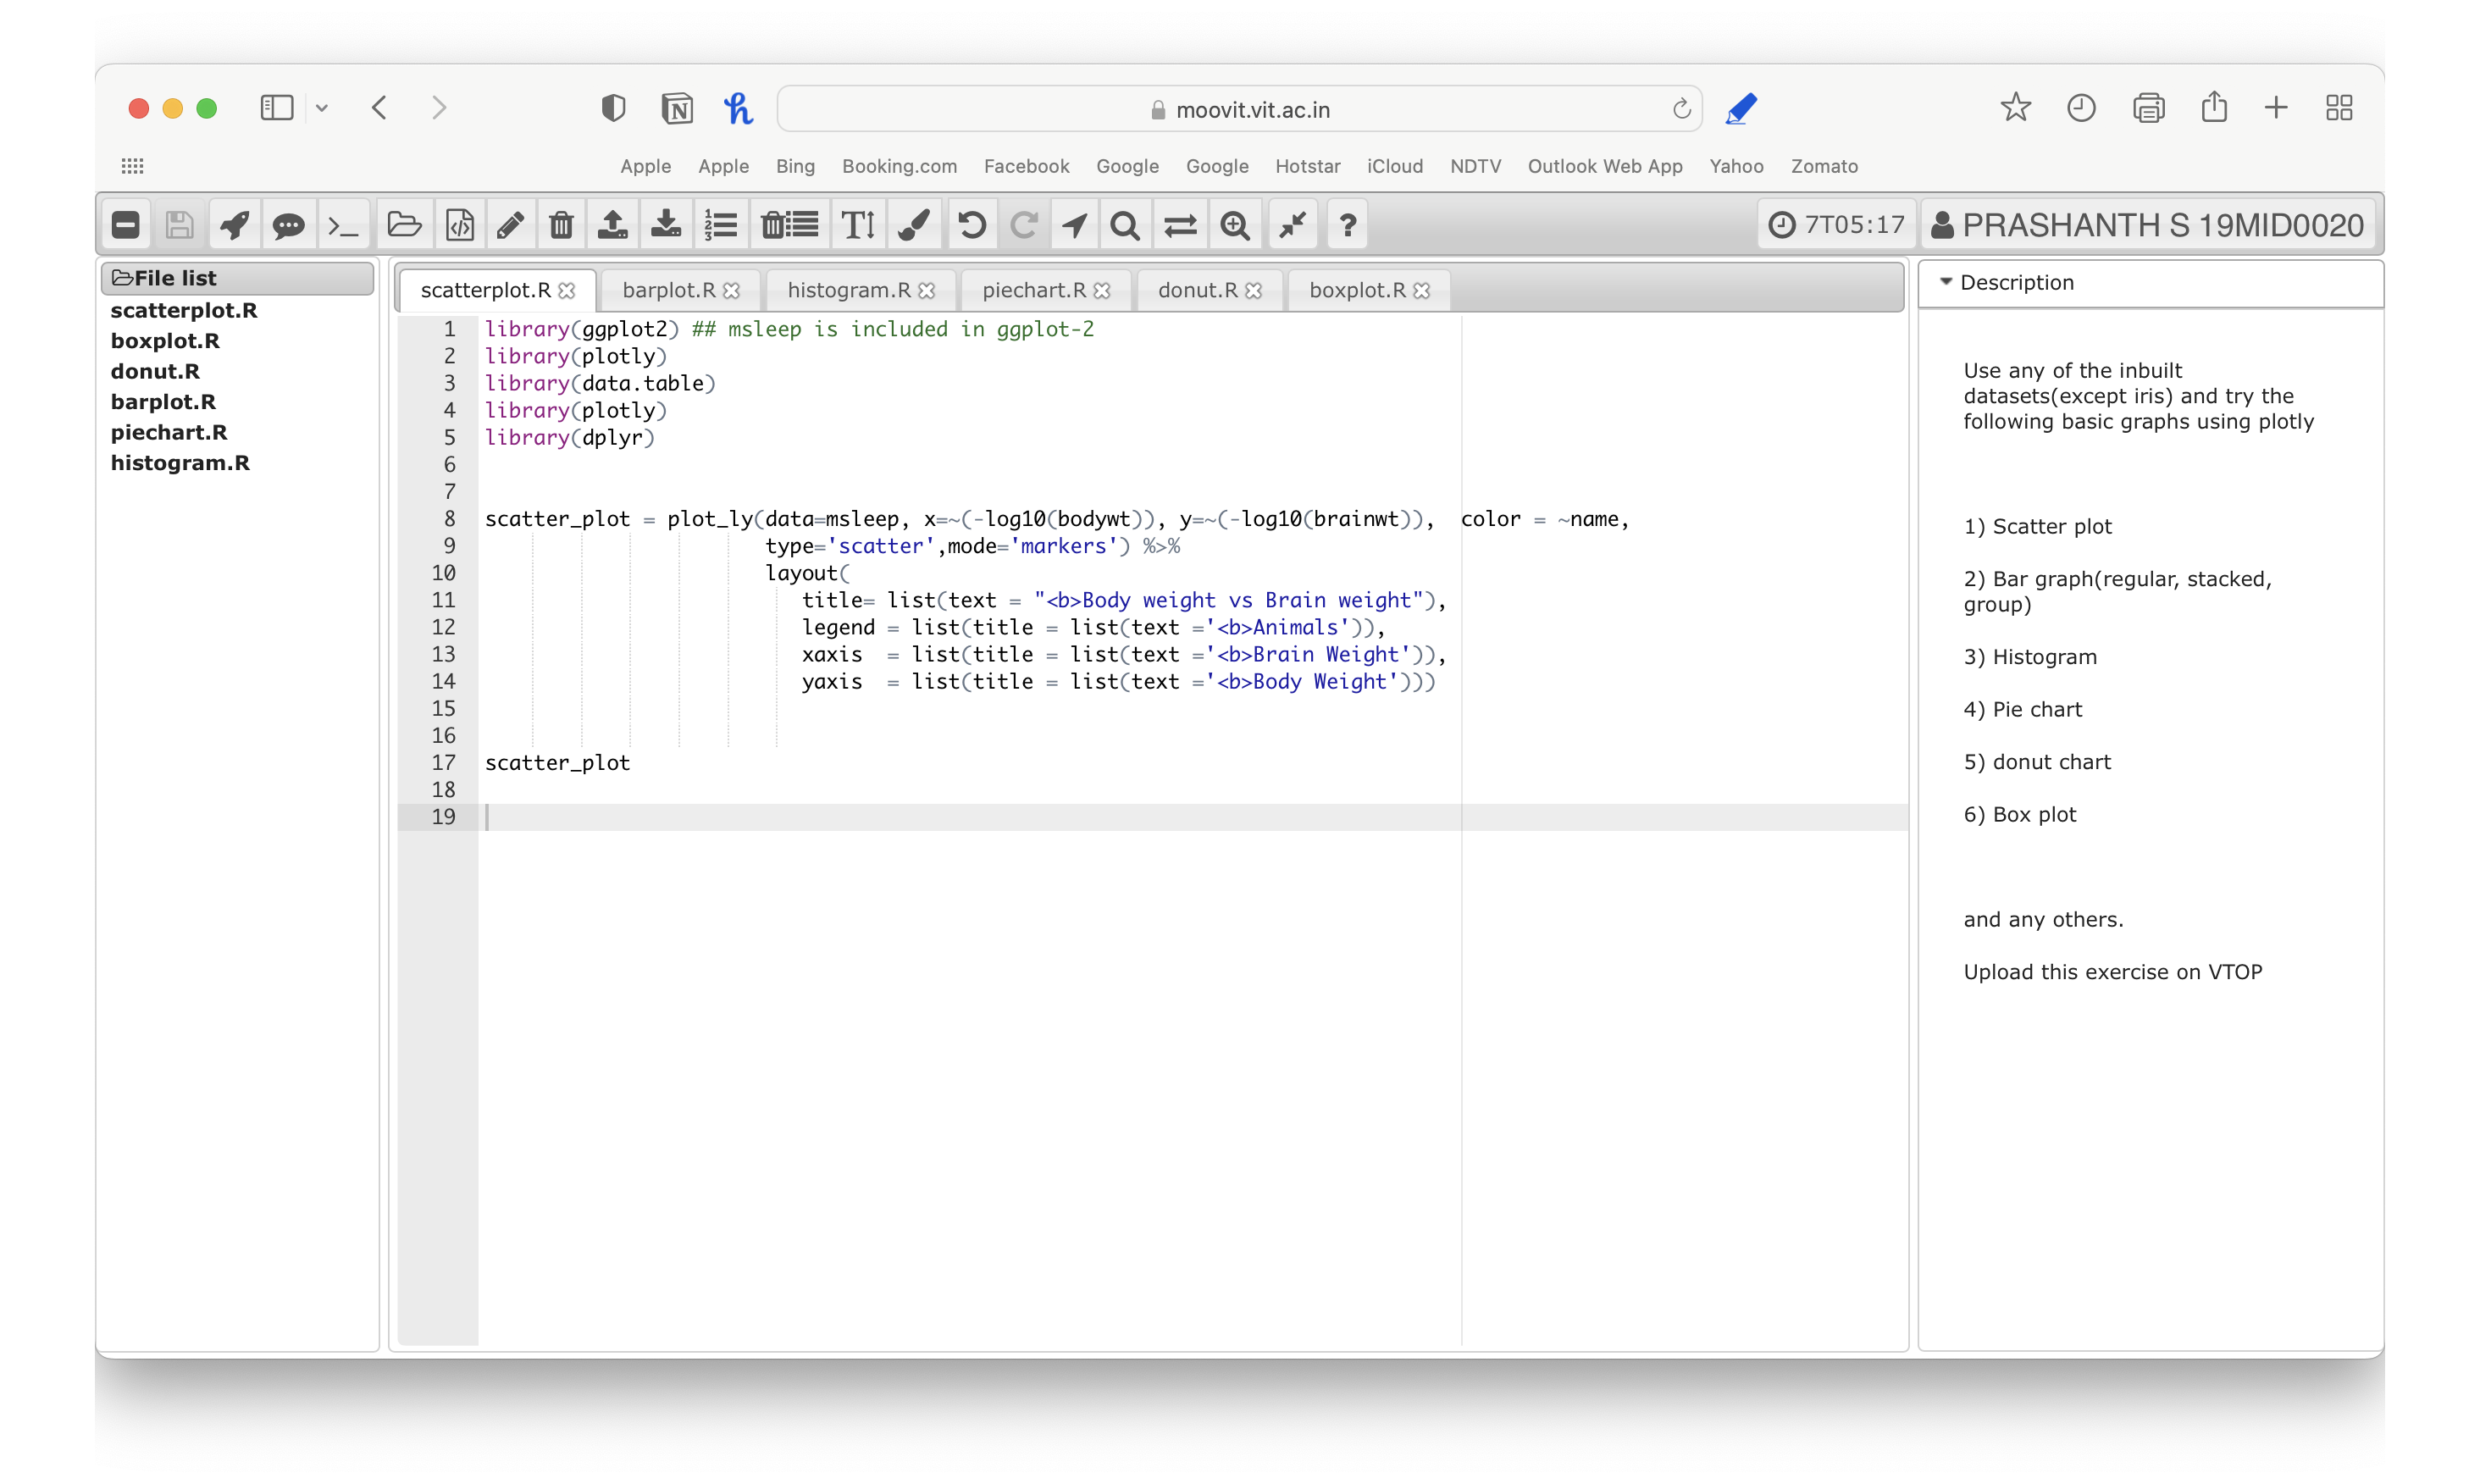 moovit.vit.ac.in
Apple Apple Bing Booking.com Facebook Google Google Hotstar iCloud NDTV Outlook Web App Yahoo Zomato
7T05:17 PRASHANTH S 19MID0020
File list
scatterplot.R
boxplot.R
donut.R
barplot.R
piechart.R
histogram.R
scatterplot.R barplot.R histogram.R piechart.R donut.R boxplot.R
1 library(ggplot2) ## msleep is included in ggplot-2
2 library(plotly)
3 library(data.table)
4 library(plotly)
5 library(dplyr)
6
7
8 scatter_plot = plot_ly(data=msleep, x=~(-log10(bodywt)), y=~(-log10(brainwt)),  color = ~name,
9                        type='scatter',mode='markers') %>%
10                        layout(
11                           title= list(text = "<b>Body weight vs Brain weight"),
12                           legend = list(title = list(text ='<b>Animals')),
13                           xaxis  = list(title = list(text ='<b>Brain Weight')),
14                           yaxis  = list(title = list(text ='<b>Body Weight')))
15
16
17 scatter_plot
18
19
Description
Use any of the inbuilt
datasets(except iris) and try the
following basic graphs using plotly
1) Scatter plot
2) Bar graph(regular, stacked,
group)
3) Histogram
4) Pie chart
5) donut chart
6) Box plot
and any others.
Upload this exercise on VTOP